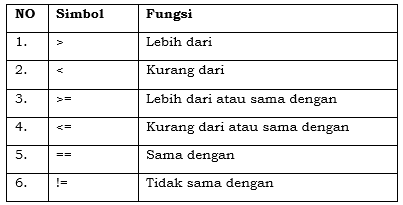 NO Simbol Fungsi
1. > Lebih dari
2. < Kurang dari
3. >= Lebih dari atau sama dengan
4. <= Kurang dari atau sama dengan
5. == Sama dengan
6. != Tidak sama dengan